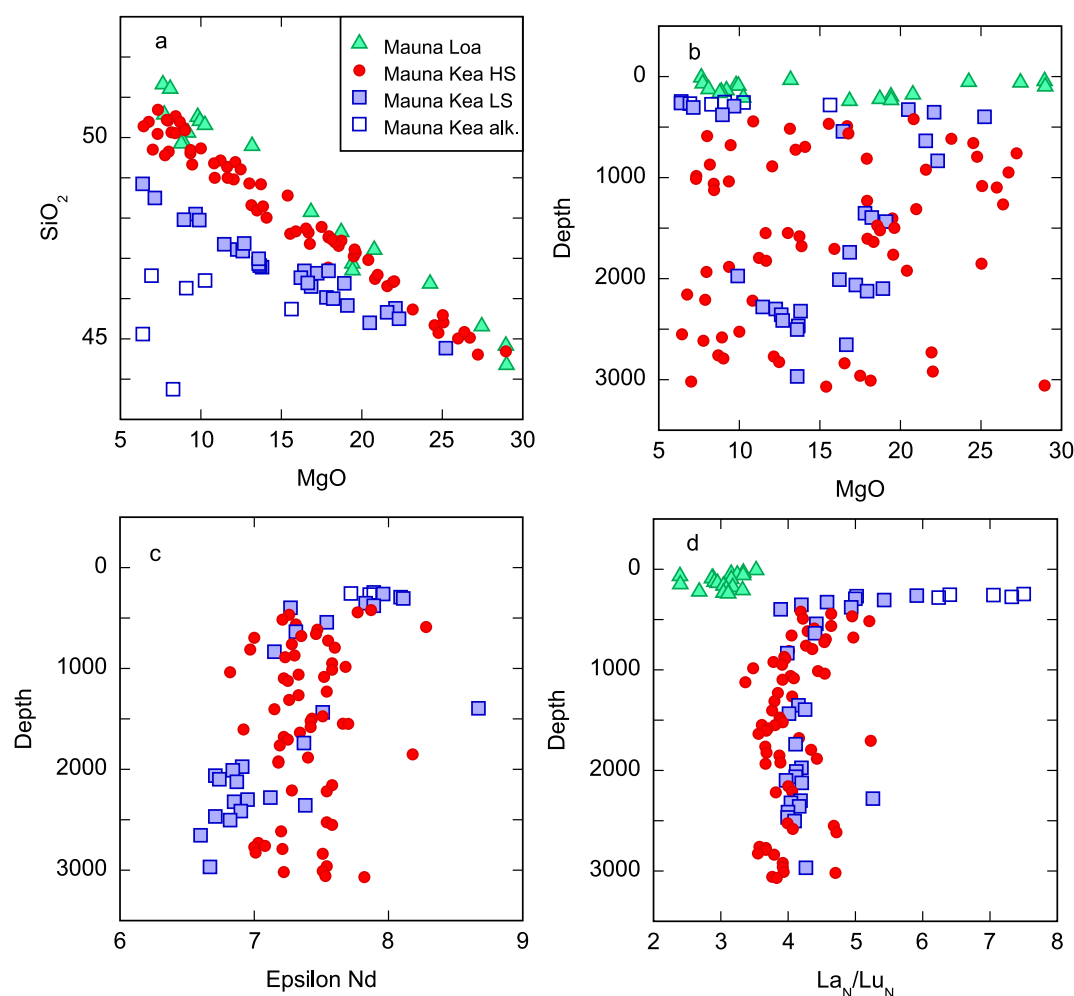 a
Mauna Loa
Mauna Kea HS
Mauna Kea LS
Mauna Kea alk.
50
45
SiO2
5 10 15 20 25 30
MgO
b
0
1000
2000
3000
Depth
5 10 15 20 25 30
MgO
c
0
1000
2000
3000
Depth
6 7 8 9
Epsilon Nd
d
0
1000
2000
3000
Depth
2 3 4 5 6 7 8
LaN/LuN